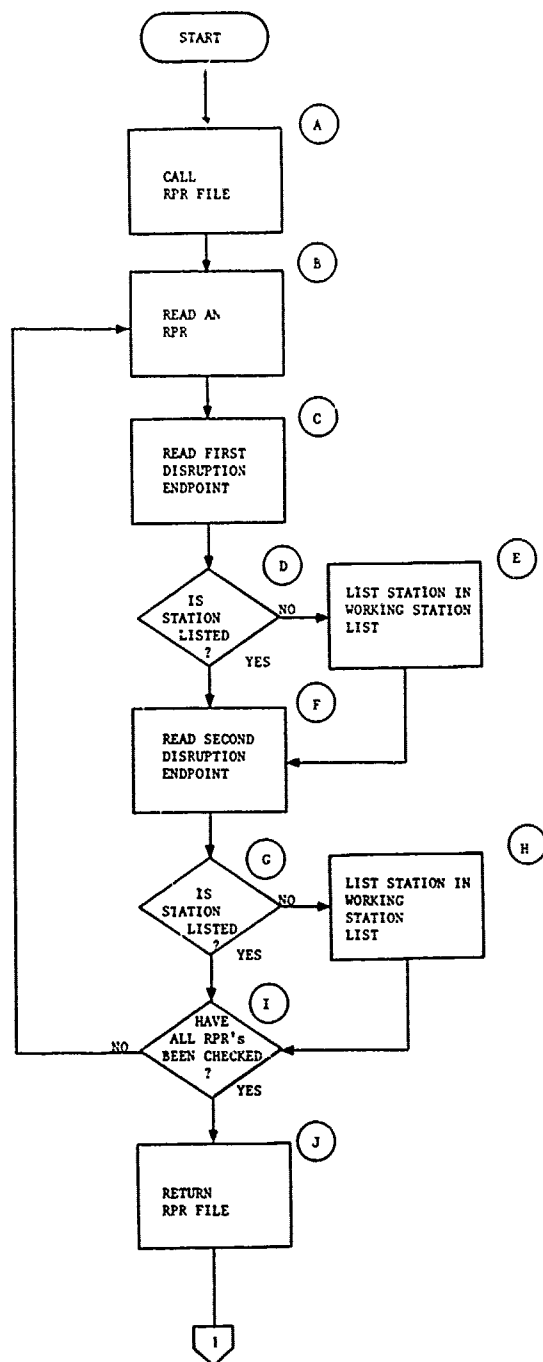 START
A
CALL
RPR FILE
B
READ AN
RPR
C
READ FIRST
DISRUPTION
ENDPOINT
D
IS
STATION
LISTED
?
NO
YES
E
LIST STATION IN
WORKING STATION
LIST
F
READ SECOND
DISRUPTION
ENDPOINT
G
IS
STATION
LISTED
?
NO
YES
H
LIST STATION IN
WORKING
STATION
LIST
I
HAVE
ALL RPR's
BEEN CHECKED
?
NO
YES
J
RETURN
RPR FILE
1